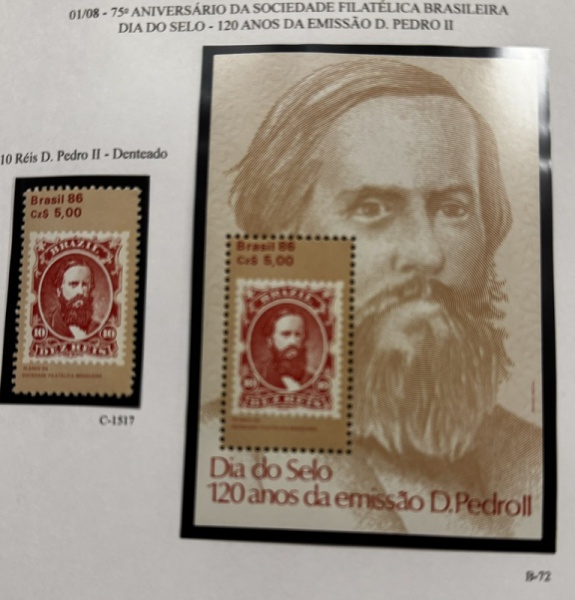 01/08 - 75º ANIVERSÁRIO DA SOCIEDADE FILATÉLICA BRASILEIRA
DIA DO SELO - 120 ANOS DA EMISSÃO D. PEDRO II
10 Réis D. Pedro II - Denteado
Brasil 86
Cz$ 5,00
BRAZIL
10 10
DEZ REIS
C-1517
Brasil 86
Cz$ 5,00
BRAZIL
10 10
DEZ REIS
Dia do Selo
120 anos da emissão D. Pedro II
B-72